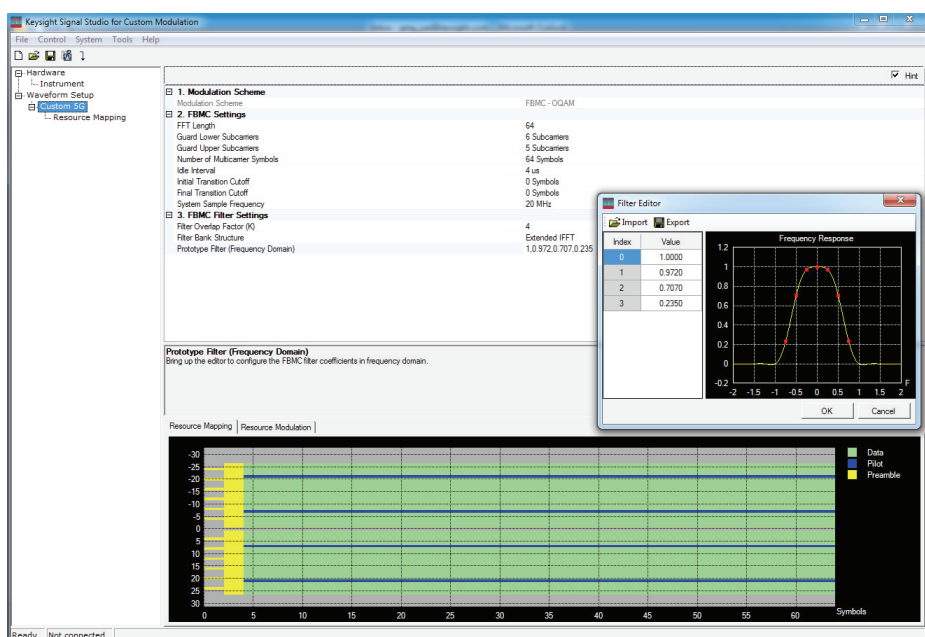 Keysight Signal Studio for Custom Modulation
File Control System Tools Help
Hardware
Instrument
Waveform Setup
Custom 5G
Resource Mapping
Hint
1. Modulation Scheme
Modulation Scheme FBMC - OQAM
2. FBMC Settings
FFT Length 64
Guard Lower Subcarriers 6 Subcarriers
Guard Upper Subcarriers 5 Subcarriers
Number of Multicarrier Symbols 64 Symbols
Idle Interval 4 us
Initial Transition Cutoff 0 Symbols
Final Transition Cutoff 0 Symbols
System Sample Frequency 20 MHz
3. FBMC Filter Settings
Filter Overlap Factor (K) 4
Filter Bank Structure Extended IFFT
Prototype Filter (Frequency Domain) 1,0.972,0.707,0.235
Prototype Filter (Frequency Domain)
Bring up the editor to configure the FBMC filter coefficients in frequency domain.
Filter Editor
Import Export
Index Value
0 1.0000
1 0.9720
2 0.7070
3 0.2350
Frequency Response
1.2
1
0.8
0.6
0.4
0.2
0
-0.2
-2 -1.5 -1 -0.5 0 0.5 1 1.5 2 F
OK Cancel
Resource Mapping Resource Modulation
-30
-25
-20
-15
-10
-5
0
5
10
15
20
25
30
0 5 10 15 20 25 30 35 40 45 50 55 60 Symbols
Data
Pilot
Preamble
Ready Not connected